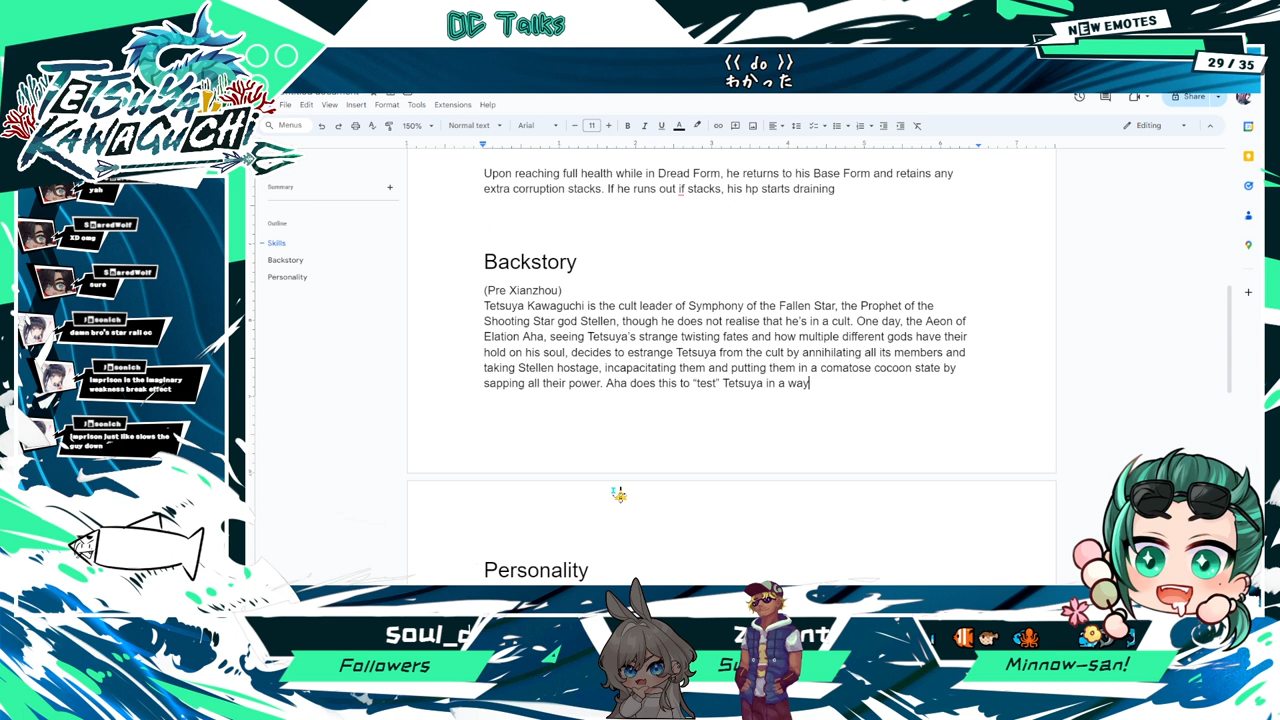 OC Talks
NEW EMOTES
29 / 35
TETSUYA
KAWAGUCHI
(( do ))
わかった
File Edit View Insert Format Tools Extensions Help
Share
Menus
150%
Normal text
Arial
11
Editing
1 1 2 3 4 5 6 7
Summary
Outline
Skills
Backstory
Personality
Upon reaching full health while in Dread Form, he returns to his Base Form and retains any
extra corruption stacks. If he runs out if stacks, his hp starts draining
Backstory
(Pre Xianzhou)
Tetsuya Kawaguchi is the cult leader of Symphony of the Fallen Star, the Prophet of the
Shooting Star god Stellen, though he does not realise that he's in a cult. One day, the Aeon of
Elation Aha, seeing Tetsuya's strange twisting fates and how multiple different gods have their
hold on his soul, decides to estrange Tetsuya from the cult by annihilating all its members and
taking Stellen hostage, incapacitating them and putting them in a comatose cocoon state by
sapping all their power. Aha does this to “test” Tetsuya in a way
Personality
yah
XD omg
sure
damn bro's star rail oc
Imprison is the imaginary
weakness break effect
Imprison just like slows the
guy down
Soul_
Followers
Minnow-san!